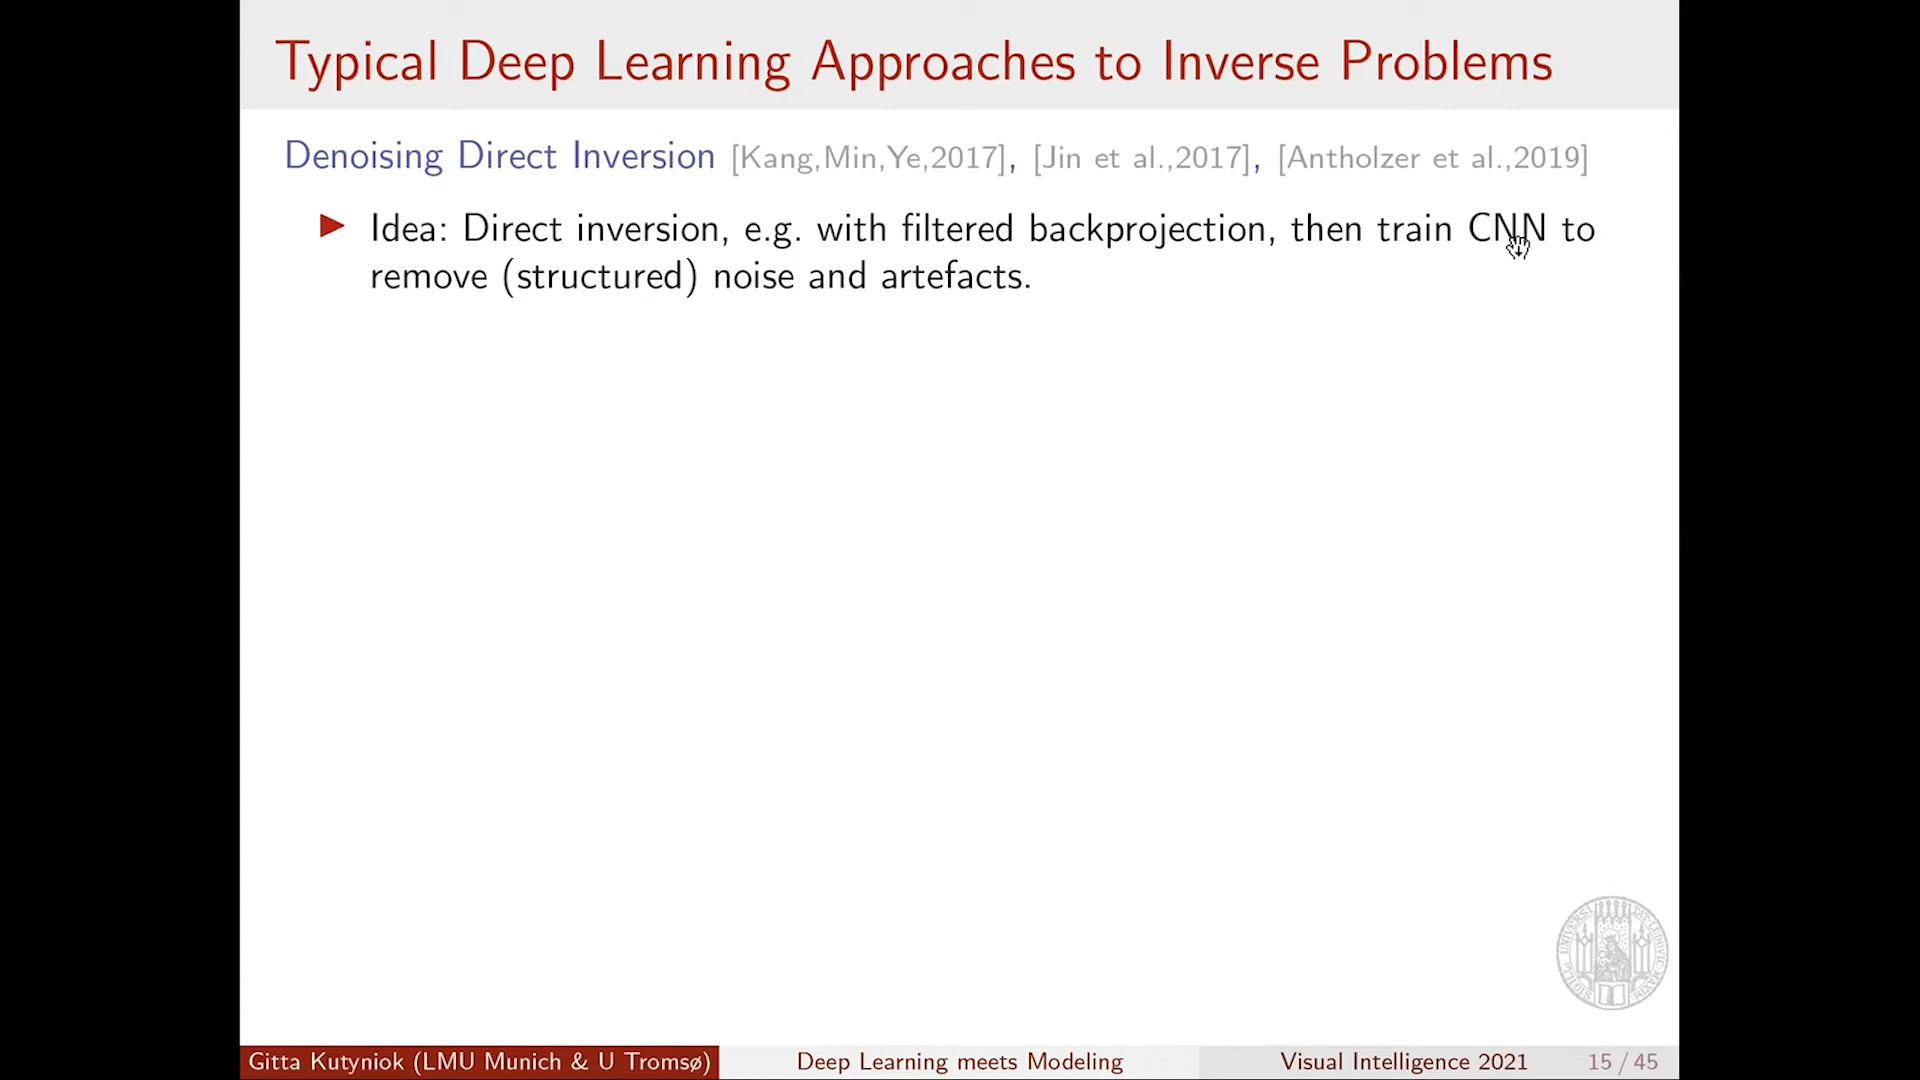 Typical Deep Learning Approaches to Inverse Problems
Denoising Direct Inversion [Kang,Min,Ye,2017], [Jin et al.,2017], [Antholzer et al.,2019]
Idea: Direct inversion, e.g. with filtered backprojection, then train CNN to
remove (structured) noise and artefacts.
Gitta Kutyniok (LMU Munich & U Tromsø)
Deep Learning meets Modeling
Visual Intelligence 2021
15 / 45